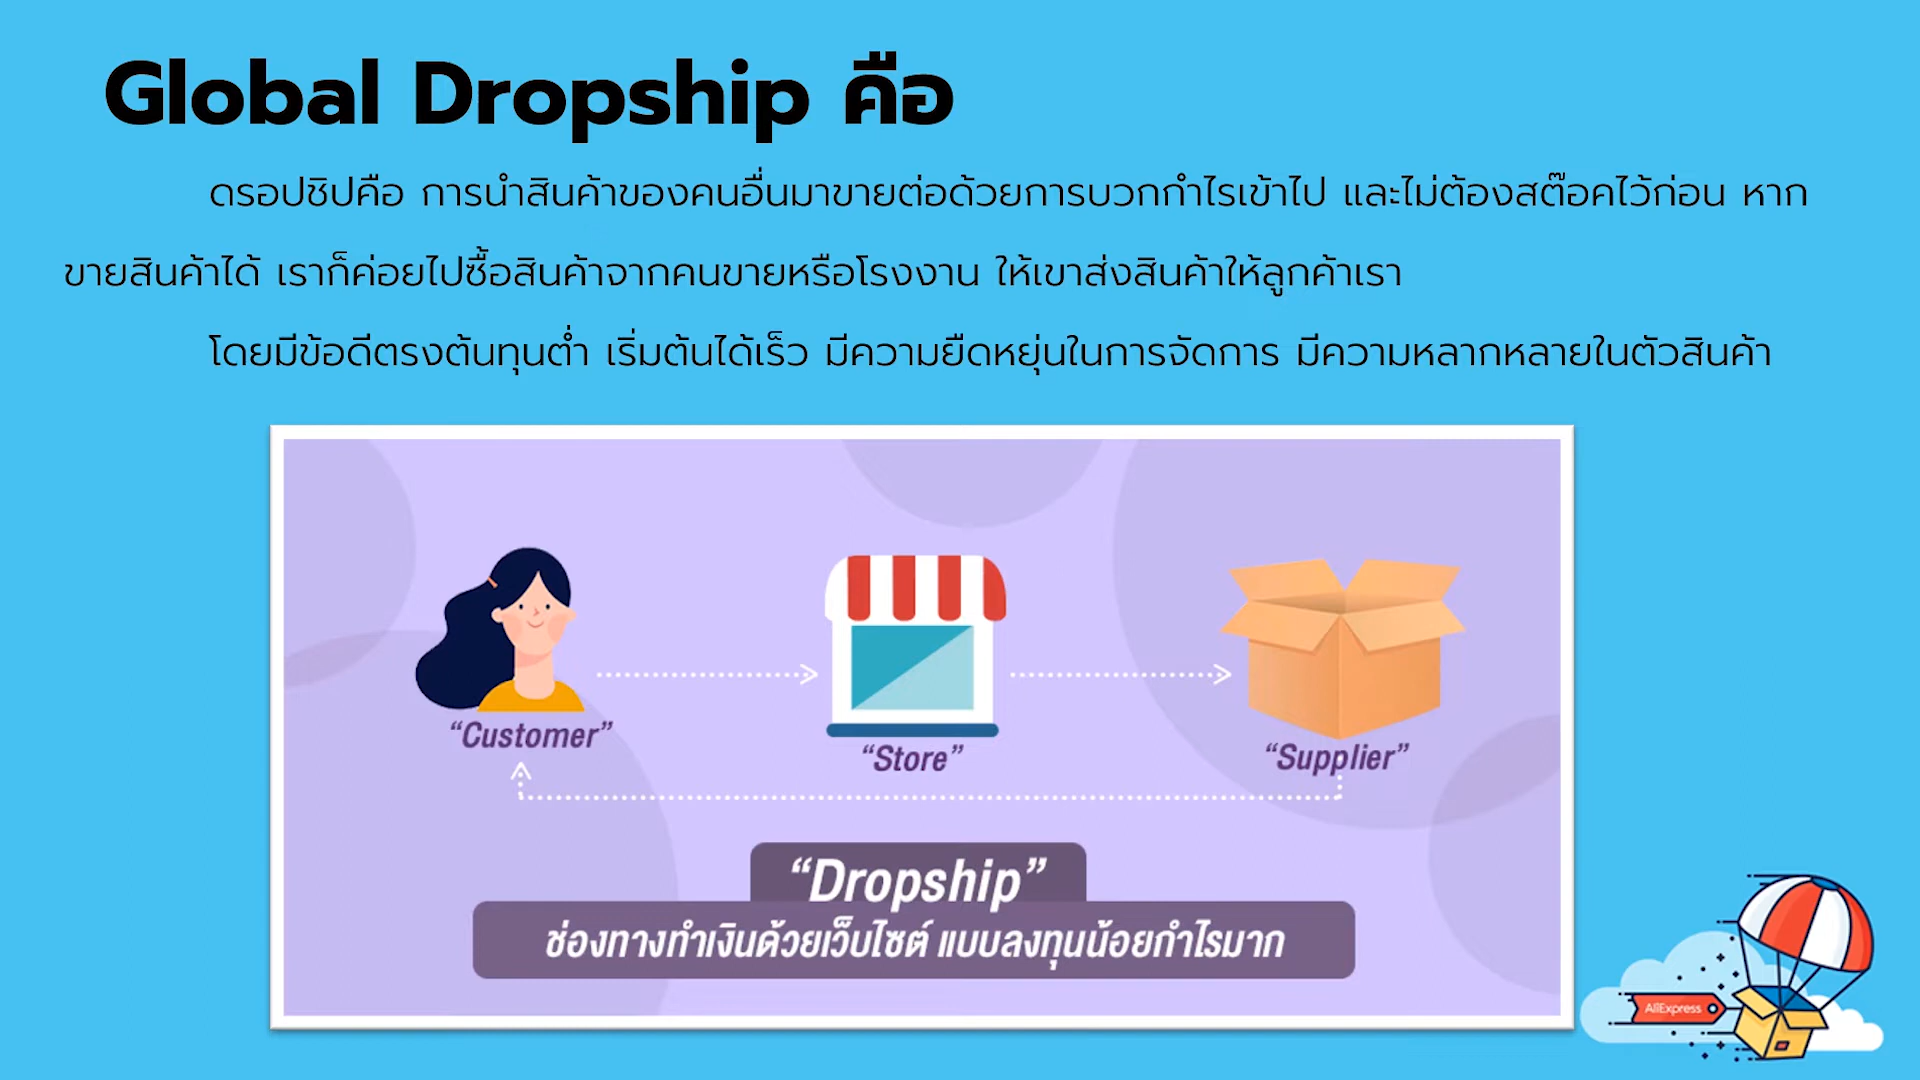 Global Dropship คือ
ดรอปชิปคือ การนำสินค้าของคนอื่นมาขายต่อด้วยการบวกกำไรเข้าไป และไม่ต้องสต๊อคไว้ก่อน หาก
ขายสินค้าได้ เราก็ค่อยไปซื้อสินค้าจากคนขายหรือโรงงาน ให้เขาส่งสินค้าให้ลูกค้าเรา
โดยมีข้อดีตรงต้นทุนต่ำ เริ่มต้นได้เร็ว มีความยืดหยุ่นในการจัดการ มีความหลากหลายในตัวสินค้า
“Customer”
“Store”
“Supplier”
“Dropship”
ช่องทางทำเงินด้วยเว็บไซต์ แบบลงทุนน้อยกำไรมาก
AliExpress